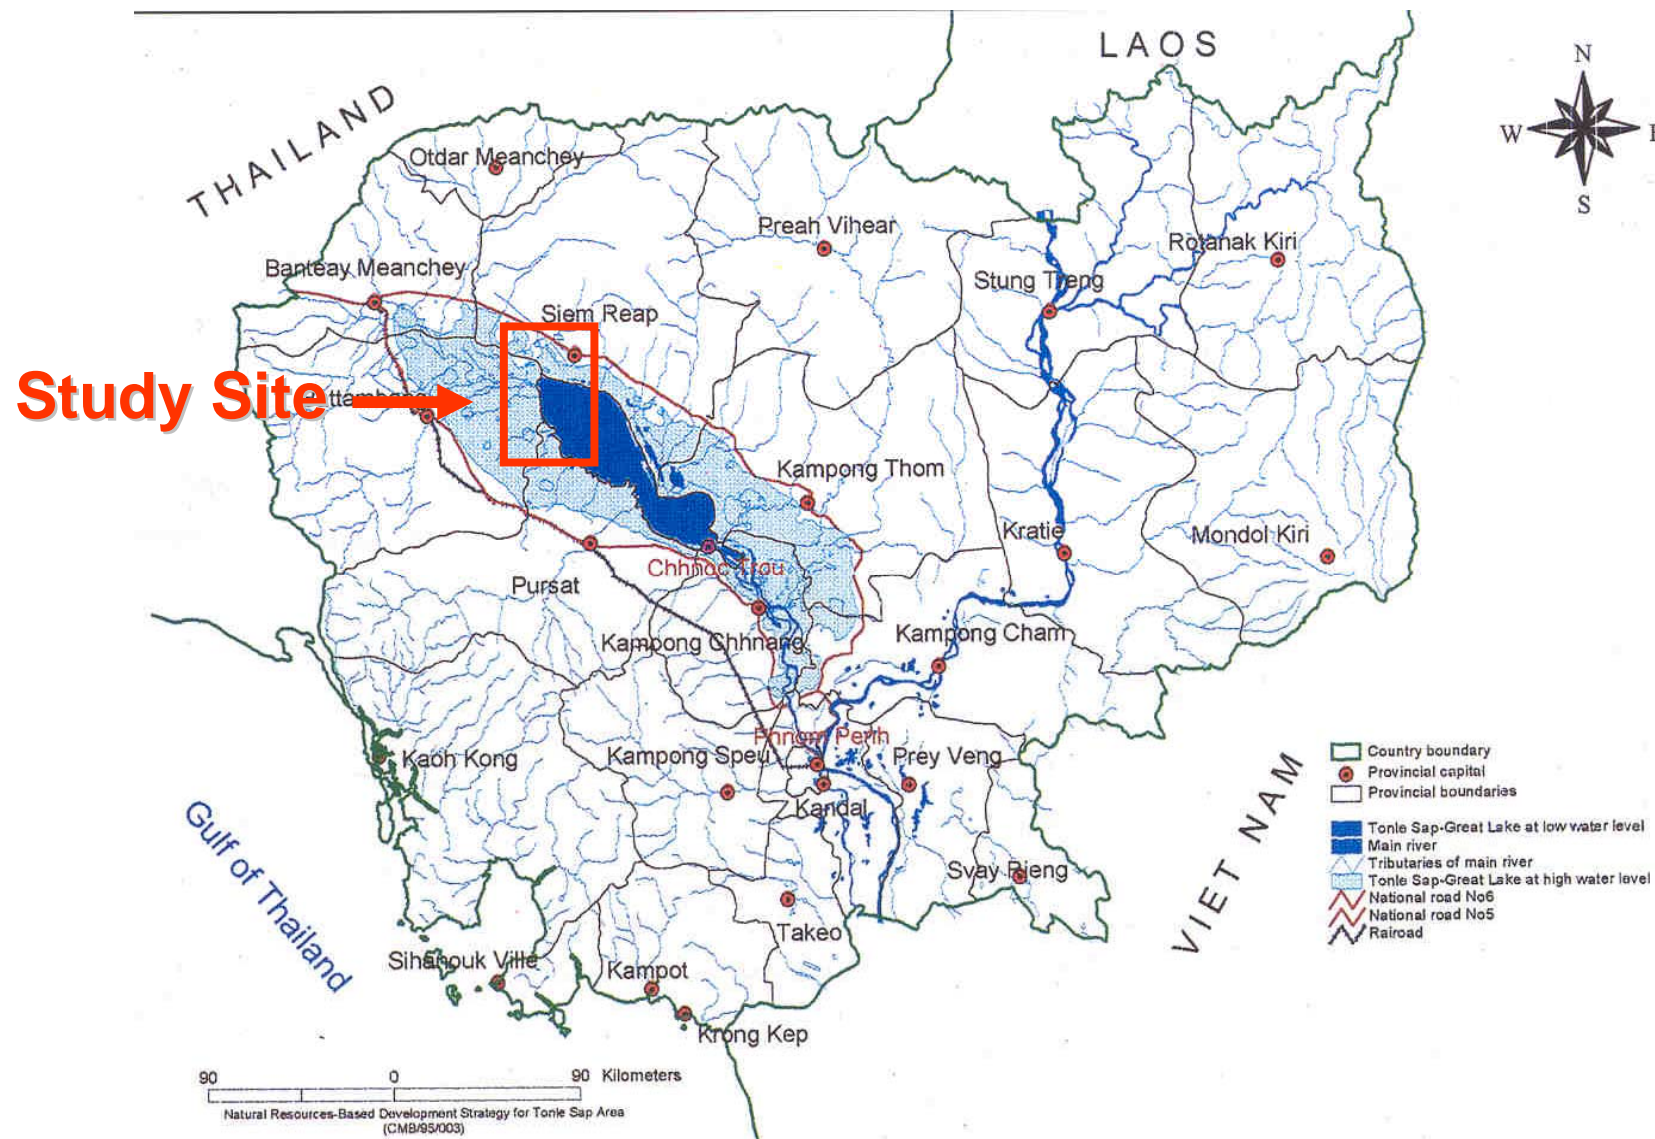 LAOS
N
W
S
THAILAND
Otdar Meanchey
Preah Vihear
Rotanak Kiri
Banteay Meanchey
Stung Treng
Siem Reap
Study Site
Kampong Thom
Kratie
Mondol Kiri
Chhnoc Trou
Pursat
Kampong Chhnang
Kampong Cham
Phnom Penh
Kaoh Kong
Kampong Speu
Prey Veng
Kandal
Gulf of Thailand
VIET NAM
Svay Rieng
Takeo
Sihanouk Ville
Kampot
Krong Kep
Country boundary
Provincial capital
Provincial boundaries
Tonle Sap-Great Lake at low water level
Main river
Tributaries of main river
Tonle Sap-Great Lake at high water level
National road No6
National road No5
Rairoad
90 0 90 Kilometers
Natural Resources-Based Development Strategy for Tonle Sap Area
(CMB/95/003)